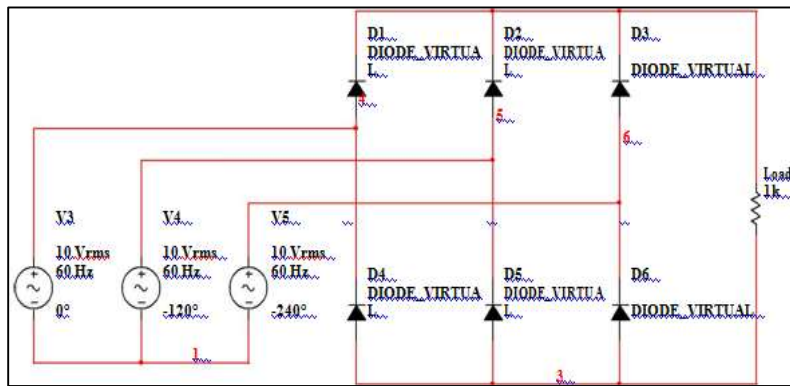 D1
DIODE_VIRTUA
L
D2
DIODE_VIRTUA
L
D3
DIODE_VIRTUAL
4
5
6
Load
1k
V3
10 Vrms
60 Hz
0°
V4
10 Vrms
60 Hz
-120°
V5
10 Vrms
60 Hz
-240°
D4
DIODE_VIRTUA
L
D5
DIODE_VIRTUA
L
D6
DIODE_VIRTUAL
1
3